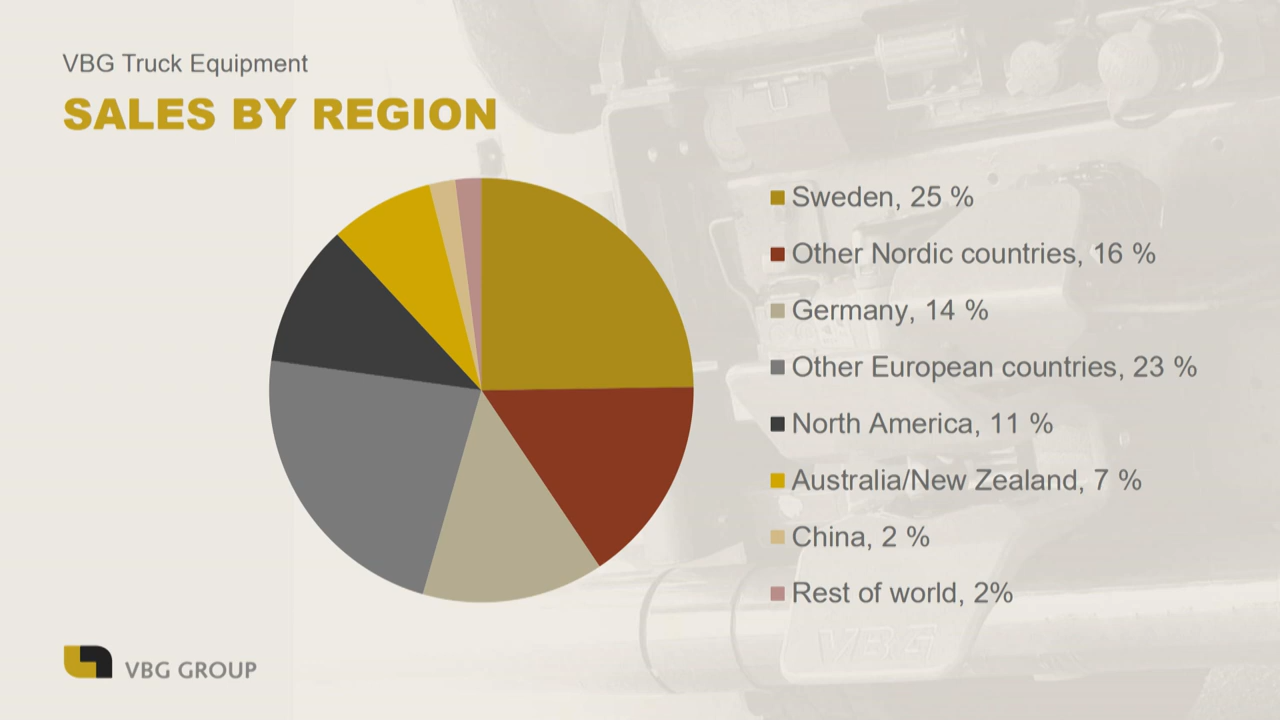 VBG Truck Equipment
SALES BY REGION
Sweden, 25 %
Other Nordic countries, 16 %
Germany, 14 %
Other European countries, 23 %
North America, 11 %
Australia/New Zealand, 7 %
China, 2 %
Rest of world, 2%
VBG
VBG GROUP